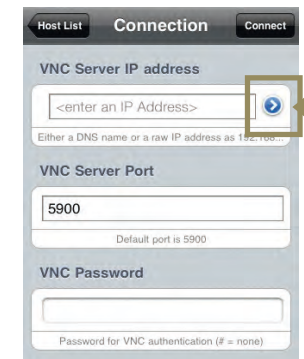 Host List
Connection
Connect
VNC Server IP address
<enter an IP Address>
Either a DNS name or a raw IP address as 192.168...
VNC Server Port
5900
Default port is 5900
VNC Password
Password for VNC authentication (# = none)